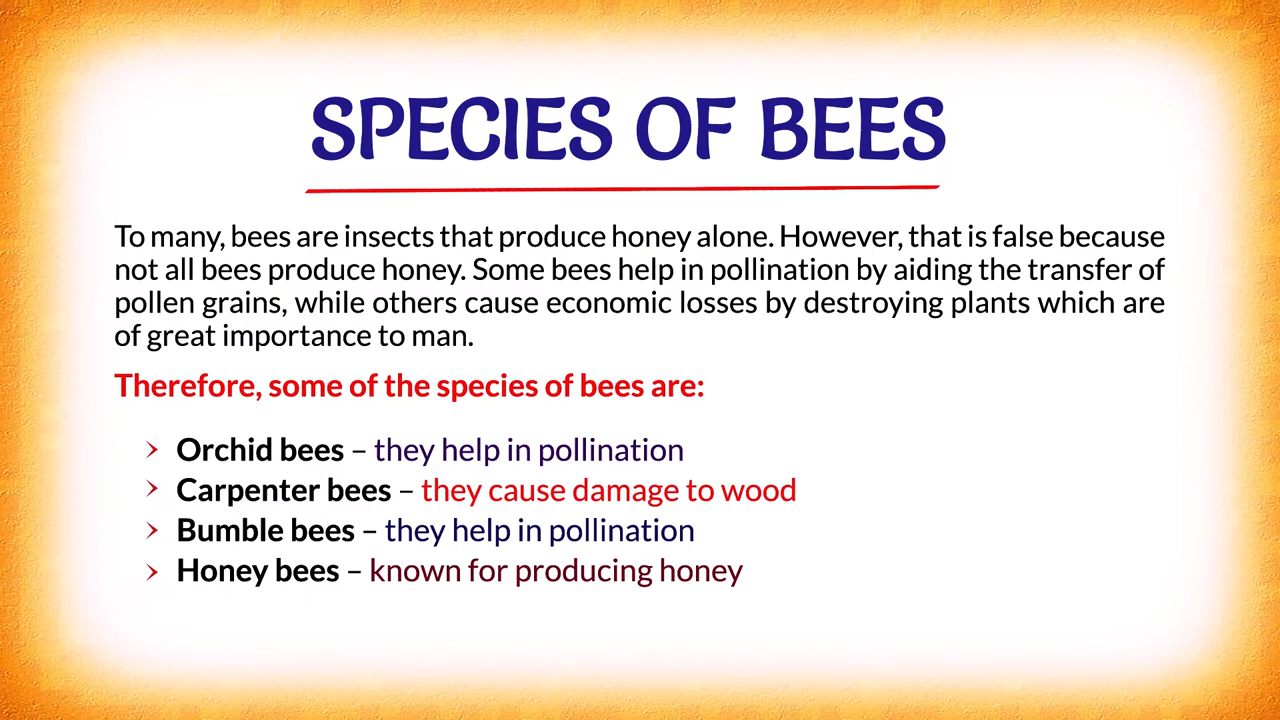 SPECIES OF BEES
To many, bees are insects that produce honey alone. However, that is false because
not all bees produce honey. Some bees help in pollination by aiding the transfer of
pollen grains, while others cause economic losses by destroying plants which are
of great importance to man.
Therefore, some of the species of bees are:
Orchid bees – they help in pollination
Carpenter bees – they cause damage to wood
Bumble bees – they help in pollination
Honey bees – known for producing honey